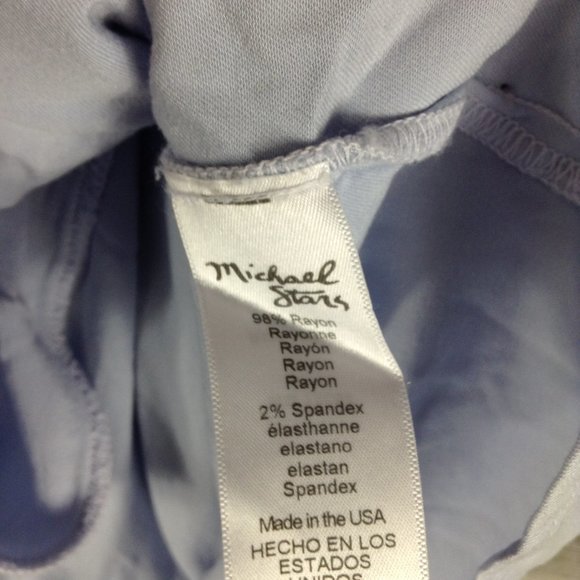 Michael
Stars
98% Rayon
Rayonne
Rayón
Rayon
Rayon
2% Spandex
élasthanne
elastano
elastan
Spandex
Made in the USA
HECHO EN LOS
ESTADOS
UNIDOS